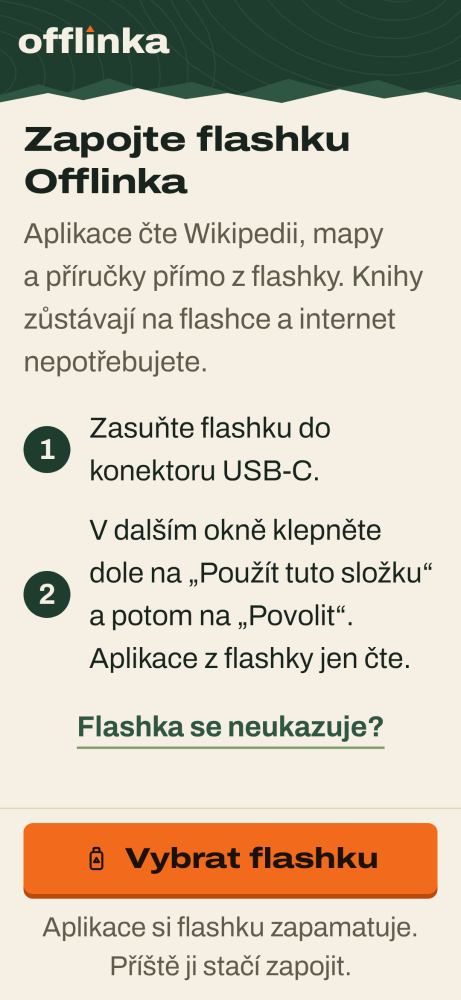 offlinka
Zapojte flashku
Offlinka
Aplikace čte Wikipedii, mapy
a příručky přímo z flashky. Knihy
zůstávají na flashce a internet
nepotřebujete.
1
Zasuňte flashku do
konektoru USB-C.
2
V dalším okně klepněte
dole na „Použít tuto složku“
a potom na „Povolit“.
Aplikace z flashky jen čte.
Flashka se neukazuje?
Vybrat flashku
Aplikace si flashku zapamatuje.
Příště ji stačí zapojit.